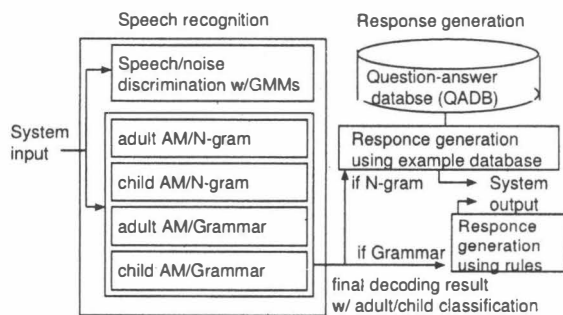 Speech recognition
Response generation
Speech/noise
discrimination w/GMMs
Question-answer
databse (QADB)
System
input
adult AM/N-gram
child AM/N-gram
adult AM/Grammar
child AM/Grammar
Responce generation
using example database
if N-gram
System
output
if Grammar
Responce
generation
using rules
final decoding result
w/ adult/child classification